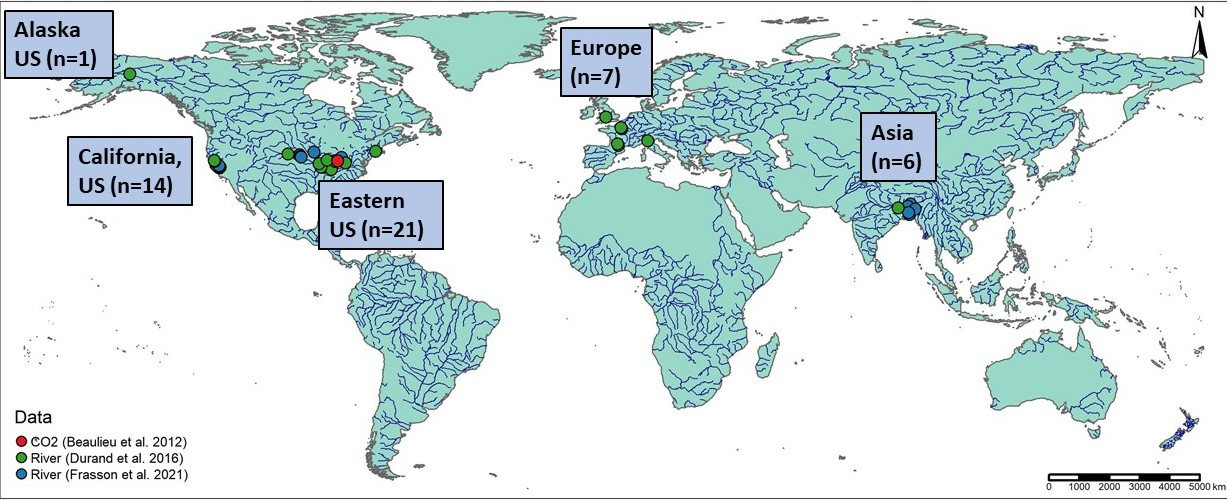 Alaska
US (n=1)
Europe
(n=7)
N
Asia
(n=6)
California,
US (n=14)
Eastern
US (n=21)
Data
CO2 (Beaulieu et al. 2012)
River (Durand et al. 2016)
River (Frasson et al. 2021)
0 1000 2000 3000 4000 5000 km